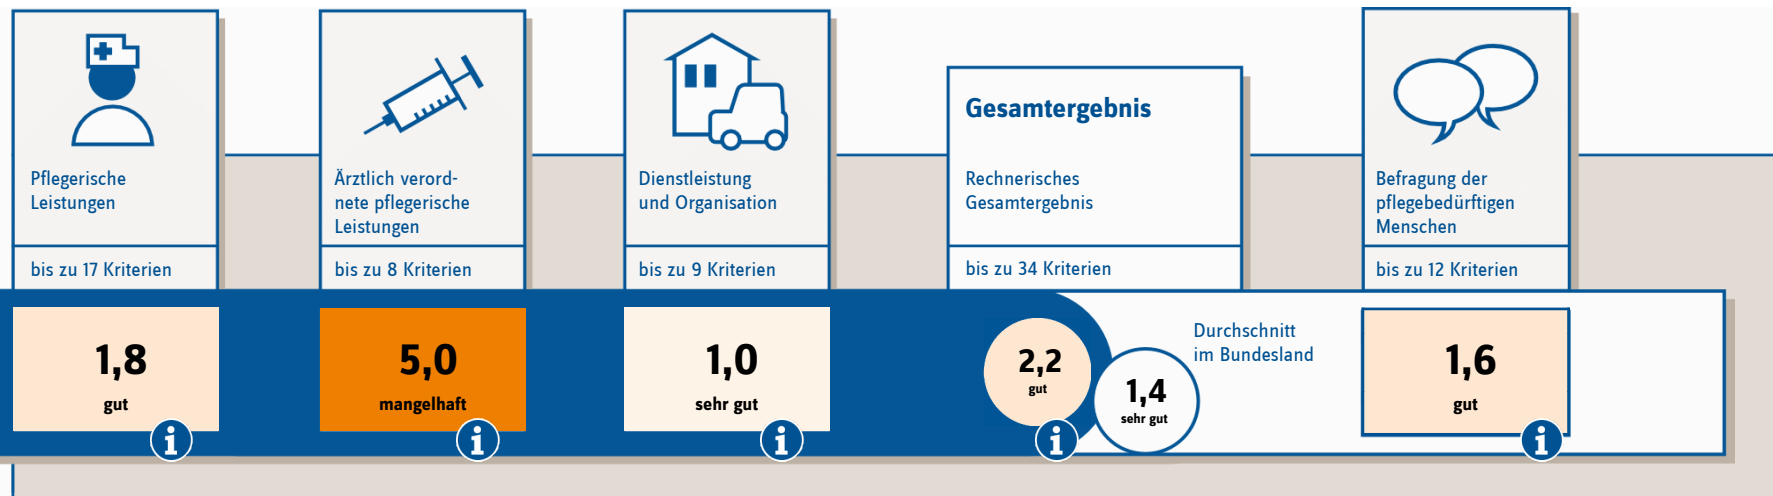 Pflegerische
Leistungen
bis zu 17 Kriterien
1,8
gut
i
Ärztlich verord-
nete pflegerische
Leistungen
bis zu 8 Kriterien
5,0
mangelhaft
i
Dienstleistung
und Organisation
bis zu 9 Kriterien
1,0
sehr gut
i
Gesamtergebnis
Rechnerisches
Gesamtergebnis
bis zu 34 Kriterien
2,2
gut
i
1,4
sehr gut
Durchschnitt
im Bundesland
Befragung der
pflegebedürftigen
Menschen
bis zu 12 Kriterien
1,6
gut
i